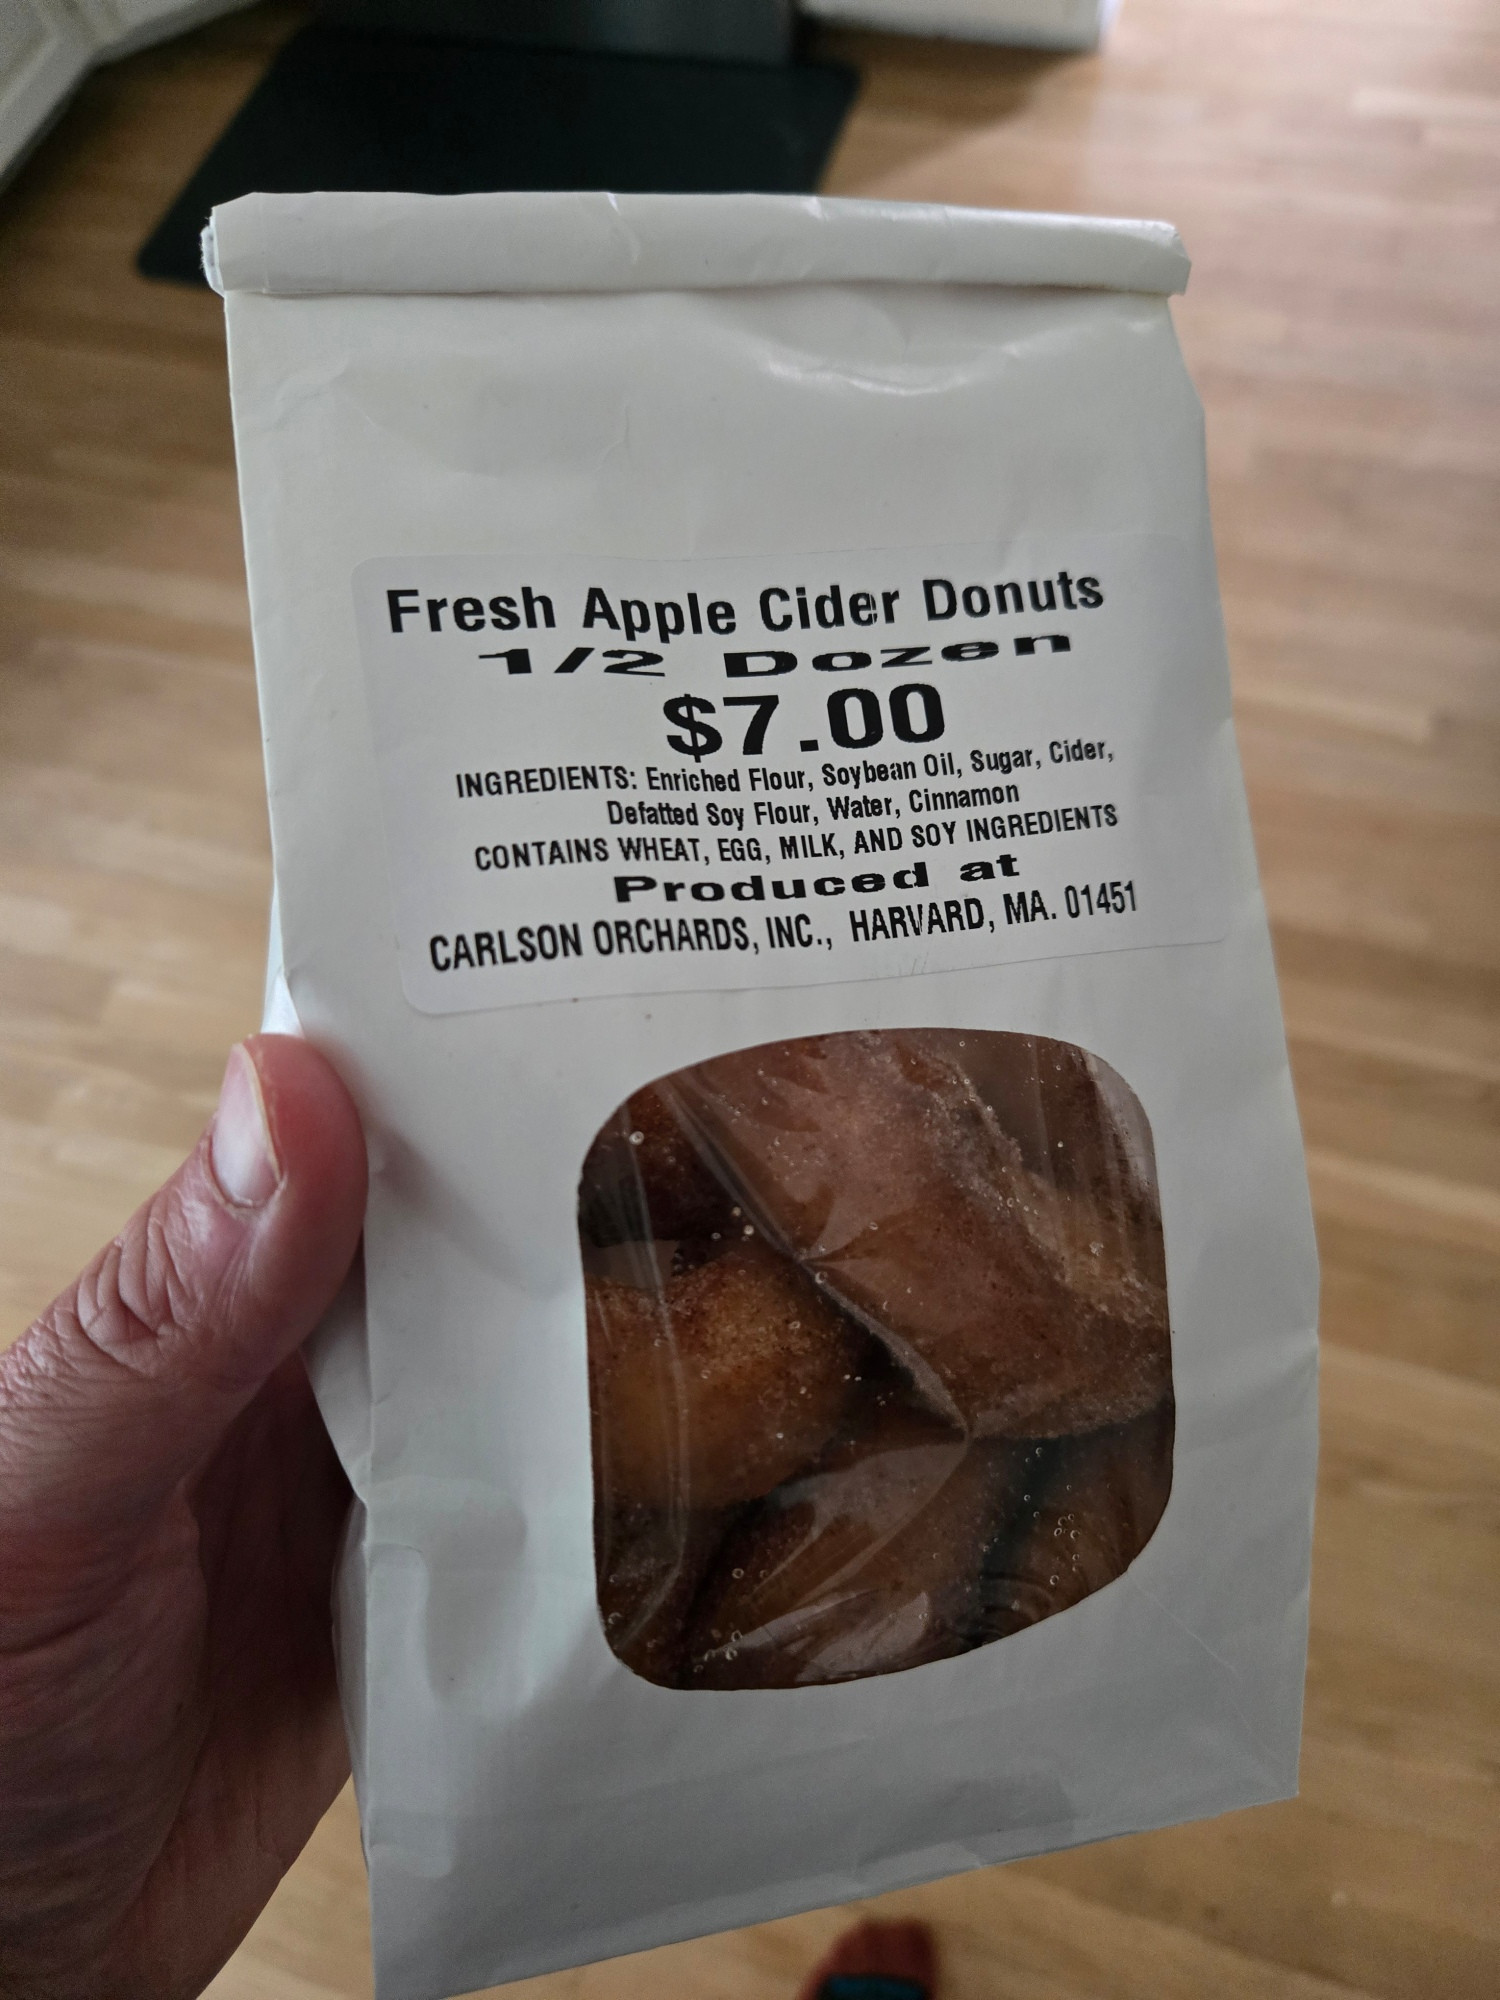 Fresh Apple Cider Donuts
1/2 Dozen
$7.00
INGREDIENTS: Enriched Flour, Soybean Oil, Sugar, Cider,
Defatted Soy Flour, Water, Cinnamon
CONTAINS WHEAT, EGG, MILK, AND SOY INGREDIENTS
Produced at
CARLSON ORCHARDS, INC., HARVARD, MA. 01451